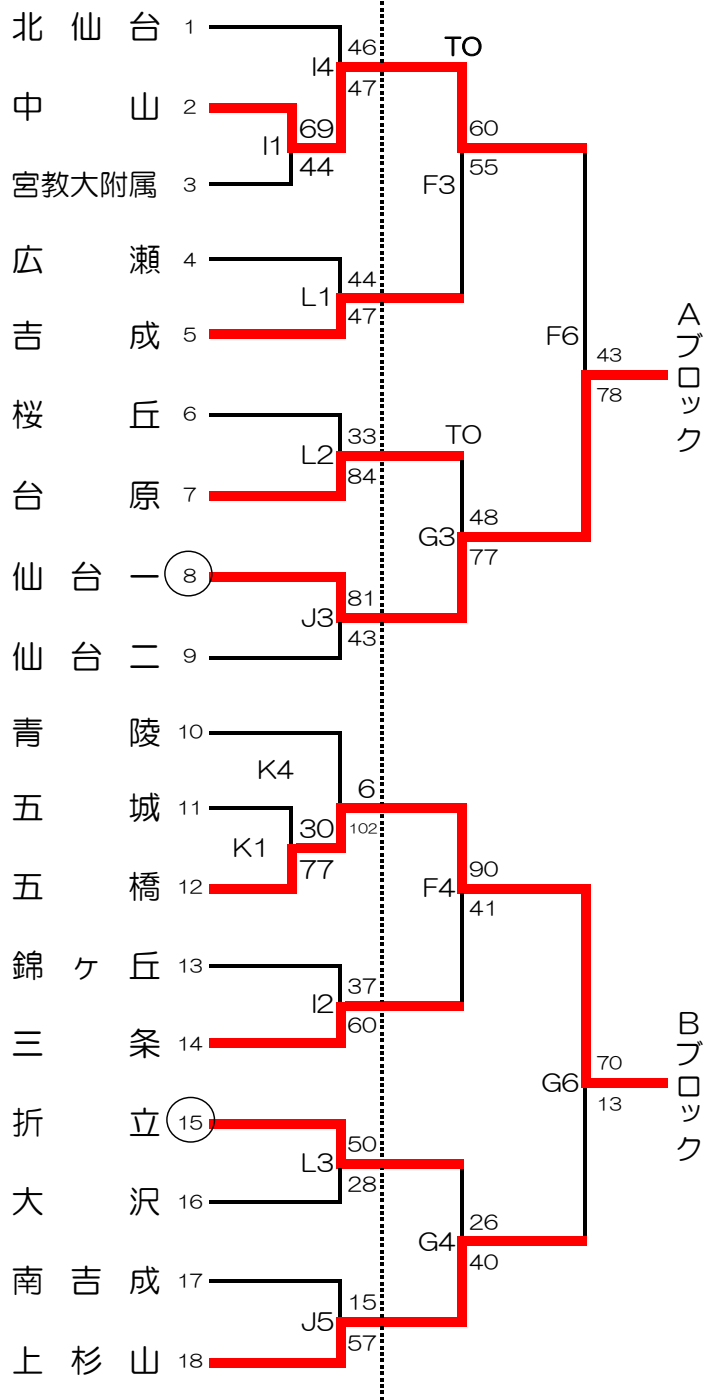 北仙台 1
46
TO
I4
47
中山 2
69
60
I1
44
55
宮教大附属 3
F3
広瀬 4
44
L1
47
吉成 5
F6
43
Aブロック
78
桜丘 6
33
TO
L2
84
台原 7
48
G3
77
仙台一 8
81
J3
43
仙台二 9
青陵 10
K4
6
五城 11
30
102
K1
77
90
五橋 12
F4
41
錦ヶ丘 13
37
I2
60
三条 14
70
Bブロック
G6
13
折立 15
50
L3
28
大沢 16
26
G4
40
南吉成 17
15
J5
57
上杉山 18